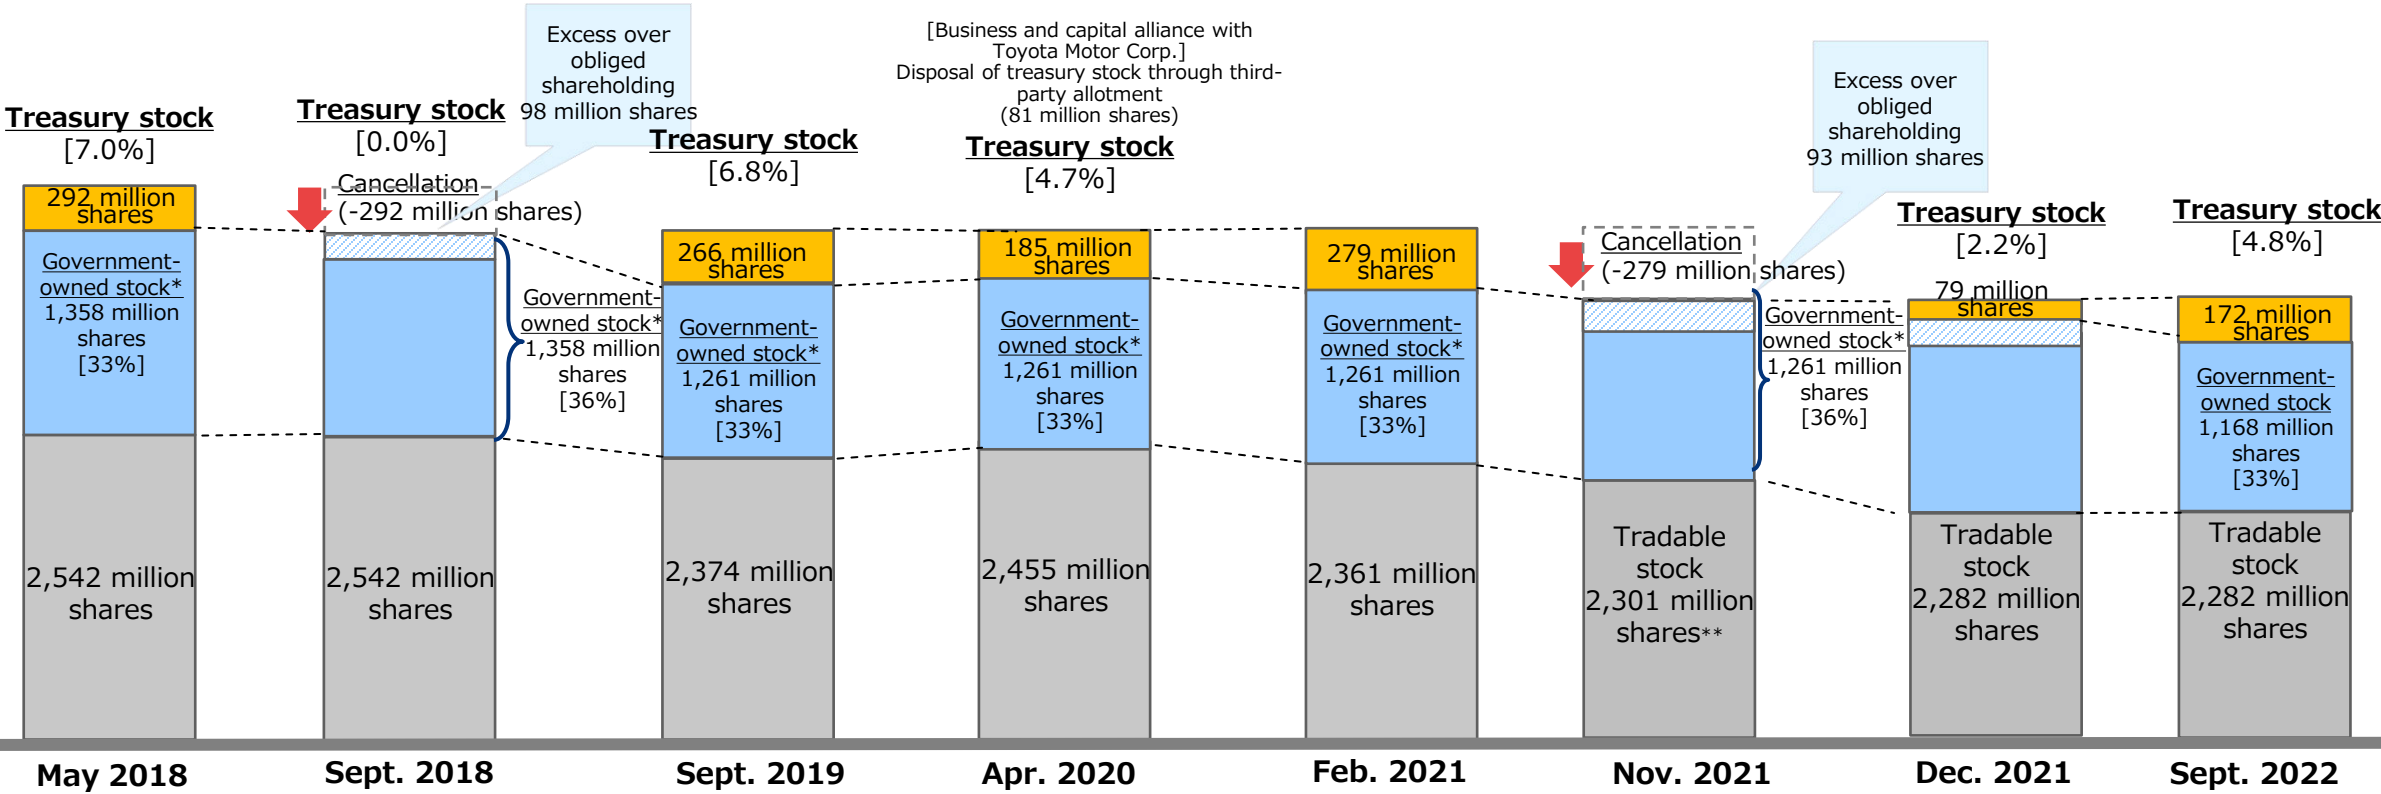 Treasury stock
[7.0%]
292 million
shares
Government-
owned stock*
1,358 million
shares
[33%]
2,542 million
shares
May 2018
Treasury stock
[0.0%]
Cancellation
(-292 million shares)
Excess over
obliged
shareholding
98 million shares
Government-
owned stock*
1,358 million
shares
[36%]
2,542 million
shares
Sept. 2018
Treasury stock
[6.8%]
266 million
shares
Government-
owned stock*
1,261 million
shares
[33%]
2,374 million
shares
Sept. 2019
[Business and capital alliance with
Toyota Motor Corp.]
Disposal of treasury stock through third-
party allotment
(81 million shares)
Treasury stock
[4.7%]
185 million
shares
Government-
owned stock*
1,261 million
shares
[33%]
2,455 million
shares
Apr. 2020
279 million
shares
Government-
owned stock*
1,261 million
shares
[33%]
2,361 million
shares
Feb. 2021
Cancellation
(-279 million shares)
Excess over
obliged
shareholding
93 million shares
Government-
owned stock*
1,261 million
shares
[36%]
Tradable
stock
2,301 million
shares**
Nov. 2021
Treasury stock
[2.2%]
79 million
shares
Tradable
stock
2,282 million
shares
Dec. 2021
Treasury stock
[4.8%]
172 million
shares
Government-
owned stock
1,168 million
shares
[33%]
Tradable
stock
2,282 million
shares
Sept. 2022